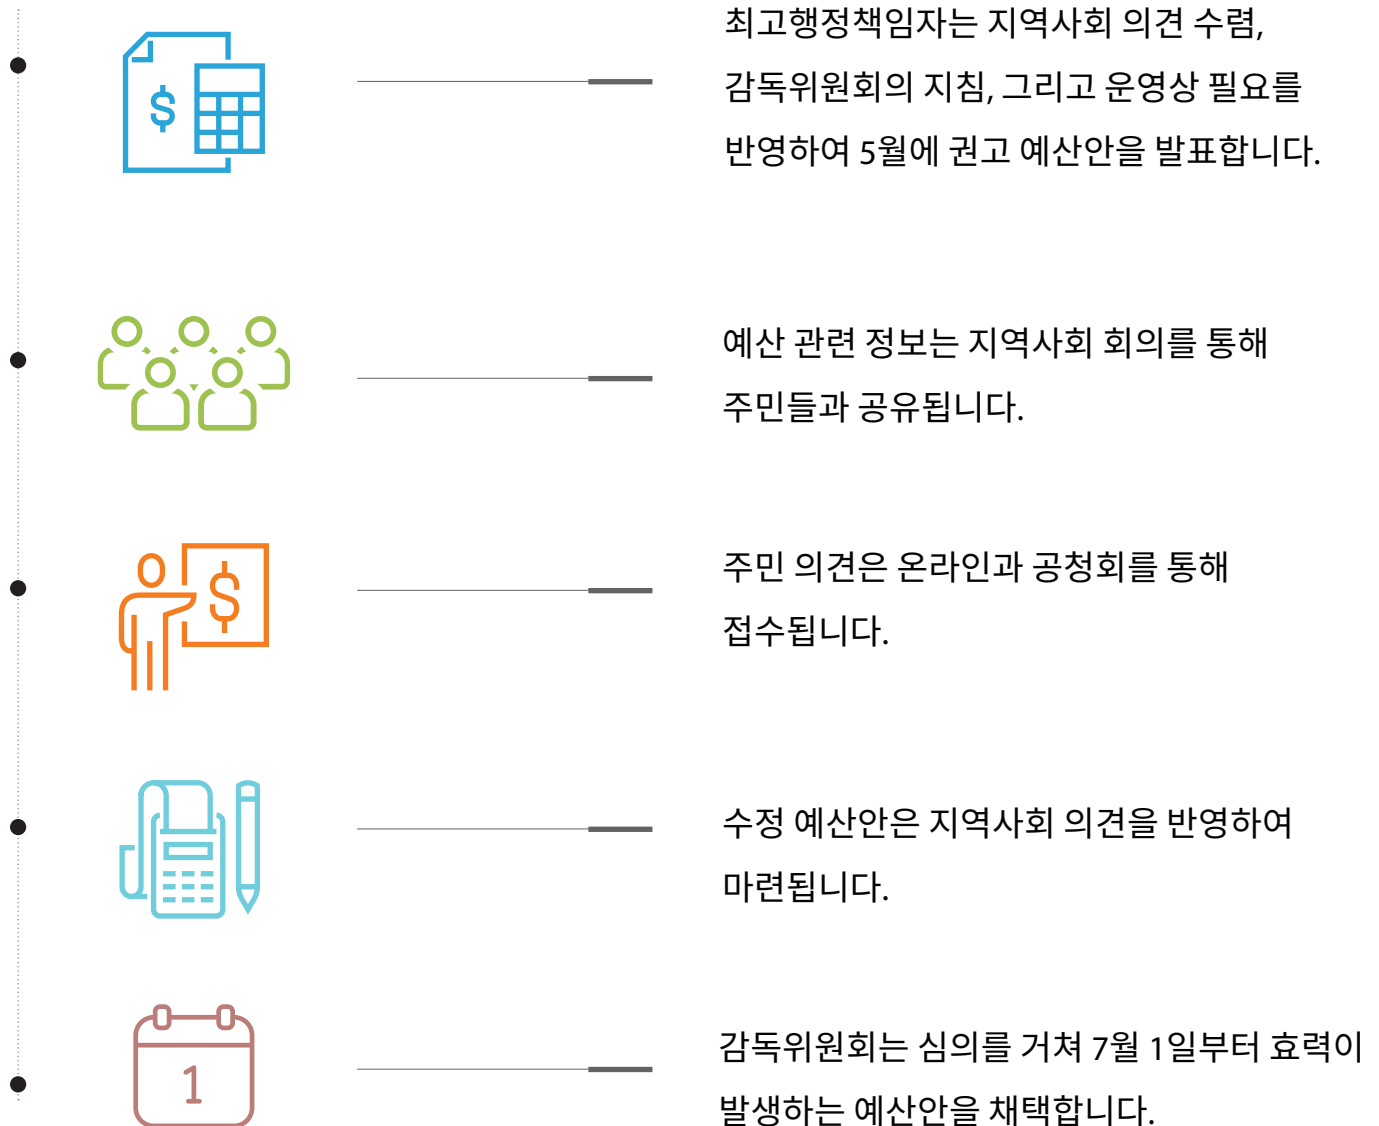 최고행정책임자는 지역사회 의견 수렴,
감독위원회의 지침, 그리고 운영상 필요를
반영하여 5월에 권고 예산안을 발표합니다.
예산 관련 정보는 지역사회 회의를 통해
주민들과 공유됩니다.
주민 의견은 온라인과 공청회를 통해
접수됩니다.
수정 예산안은 지역사회 의견을 반영하여
마련됩니다.
감독위원회는 심의를 거쳐 7월 1일부터 효력이
발생하는 예산안을 채택합니다.
$
$
1